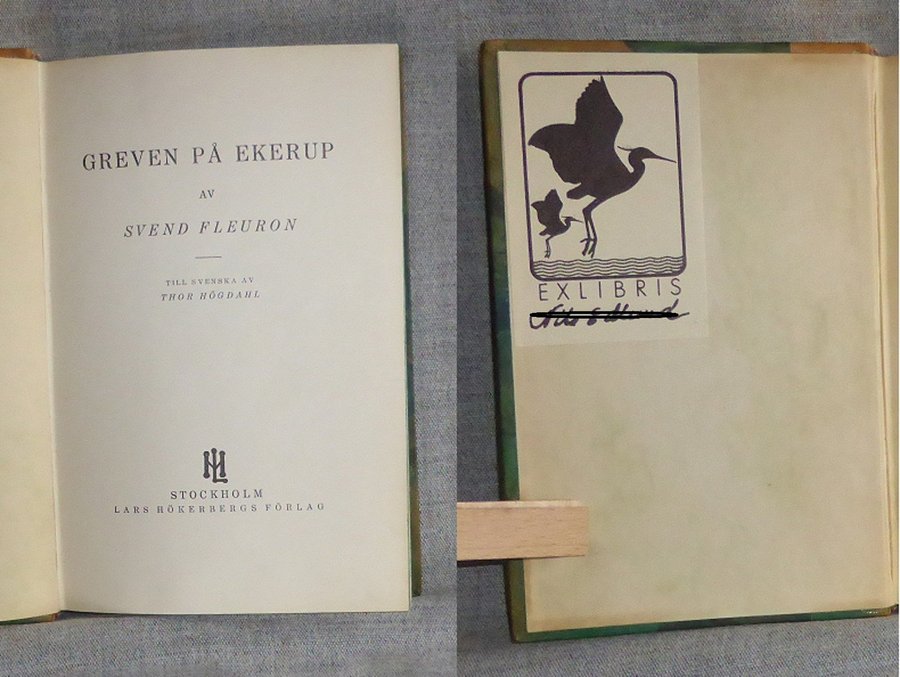 GREVEN PÅ EKERUP
AV
SVEND FLEURON
TILL SVENSKA AV
THOR HÖGDAHL
HL
STOCKHOLM
LARS HÖKERBERGS FÖRLAG
EXLIBRIS